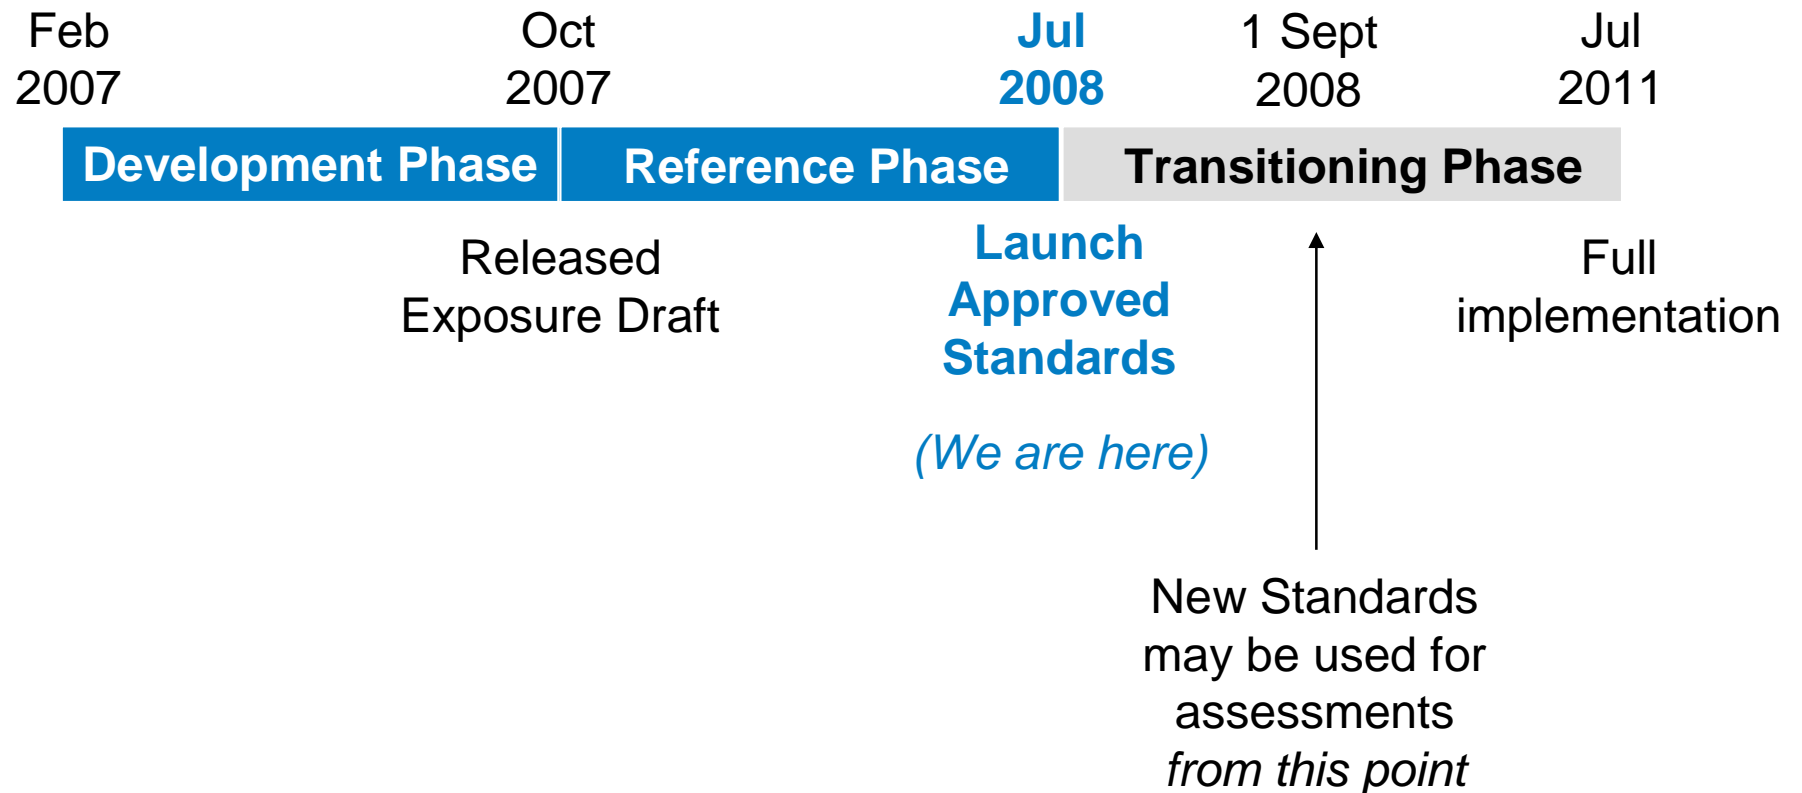 Feb
2007
Oct
2007
Jul
2008
1 Sept
2008
Jul
2011
Development Phase
Reference Phase
Transitioning Phase
Released
Exposure Draft
Launch
Approved
Standards
(We are here)
Full
implementation
New Standards
may be used for
assessments
from this point